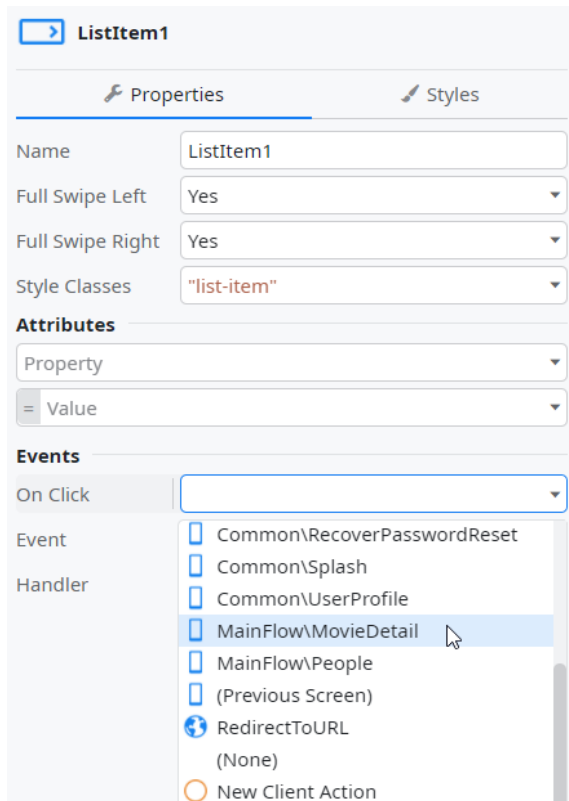 ListItem1
Properties
Styles
Name
ListItem1
Full Swipe Left
Yes
Full Swipe Right
Yes
Style Classes
"list-item"
Attributes
Property
= Value
Events
On Click
Event
Handler
Common\RecoverPasswordReset
Common\Splash
Common\UserProfile
MainFlow\MovieDetail
MainFlow\People
(Previous Screen)
RedirectToURL
(None)
New Client Action